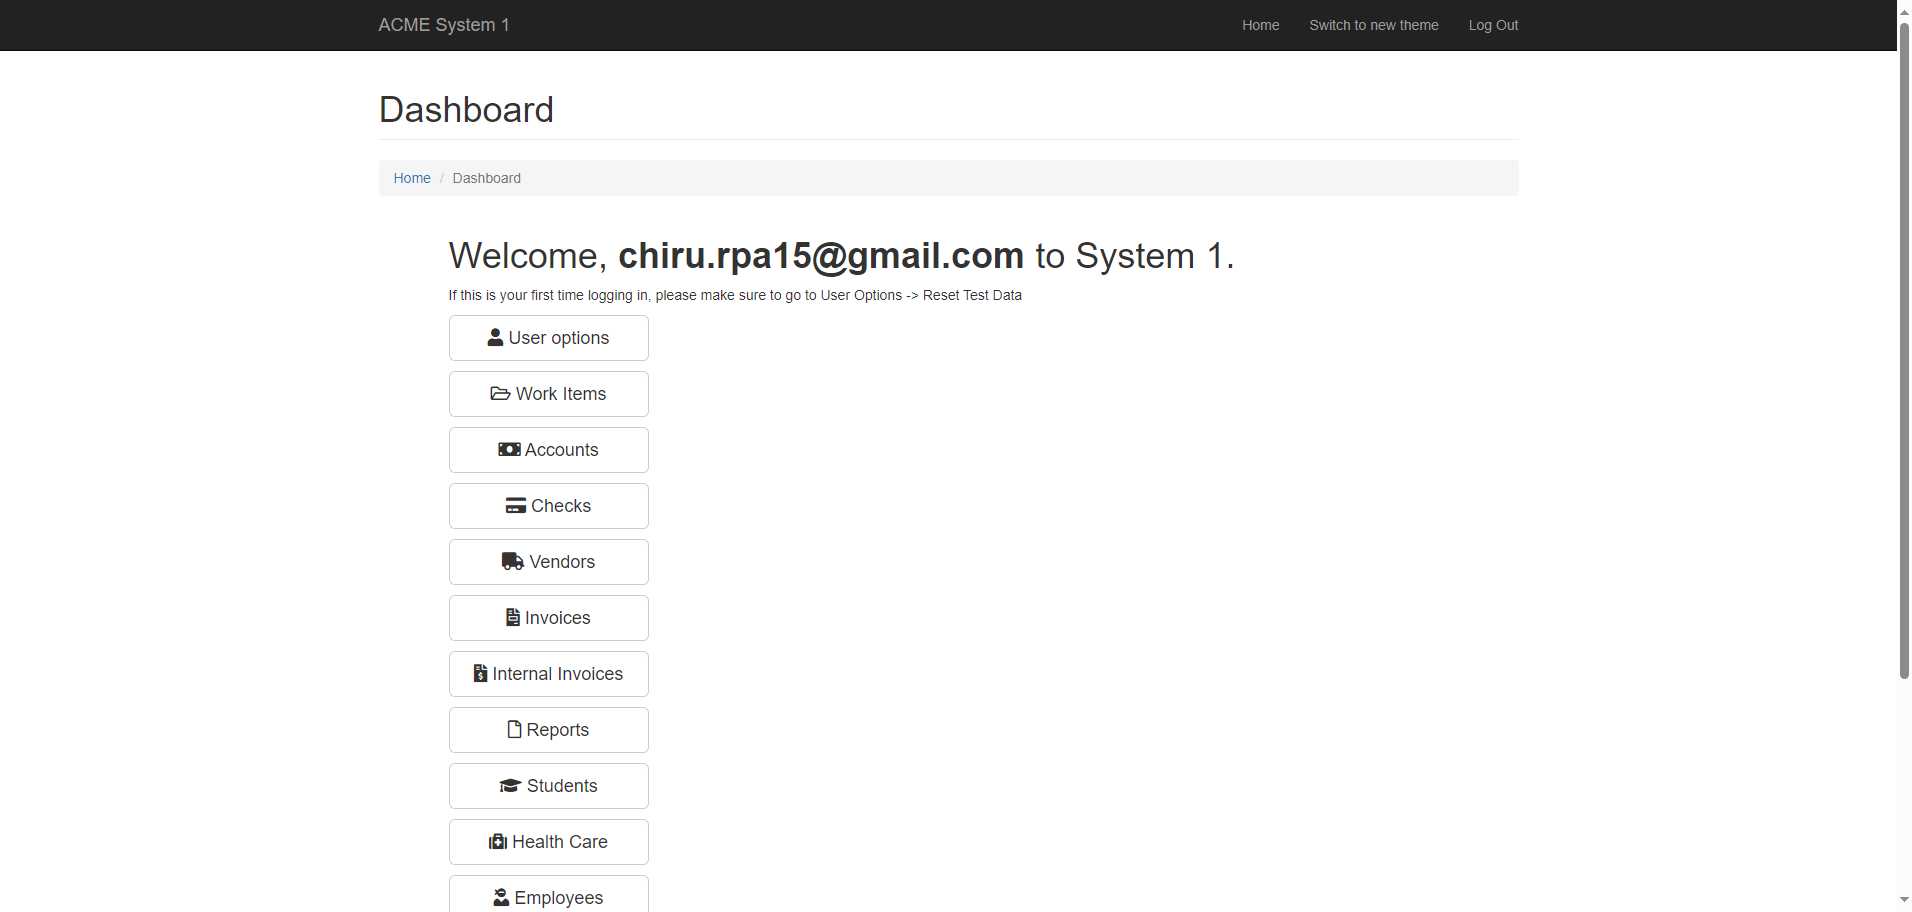 ACME System 1
Home
Switch to new theme
Log Out
Dashboard
Home / Dashboard
Welcome, chiru.rpa15@gmail.com to System 1.
If this is your first time logging in, please make sure to go to User Options -> Reset Test Data
User options
Work Items
Accounts
Checks
Vendors
Invoices
Internal Invoices
Reports
Students
Health Care
Employees